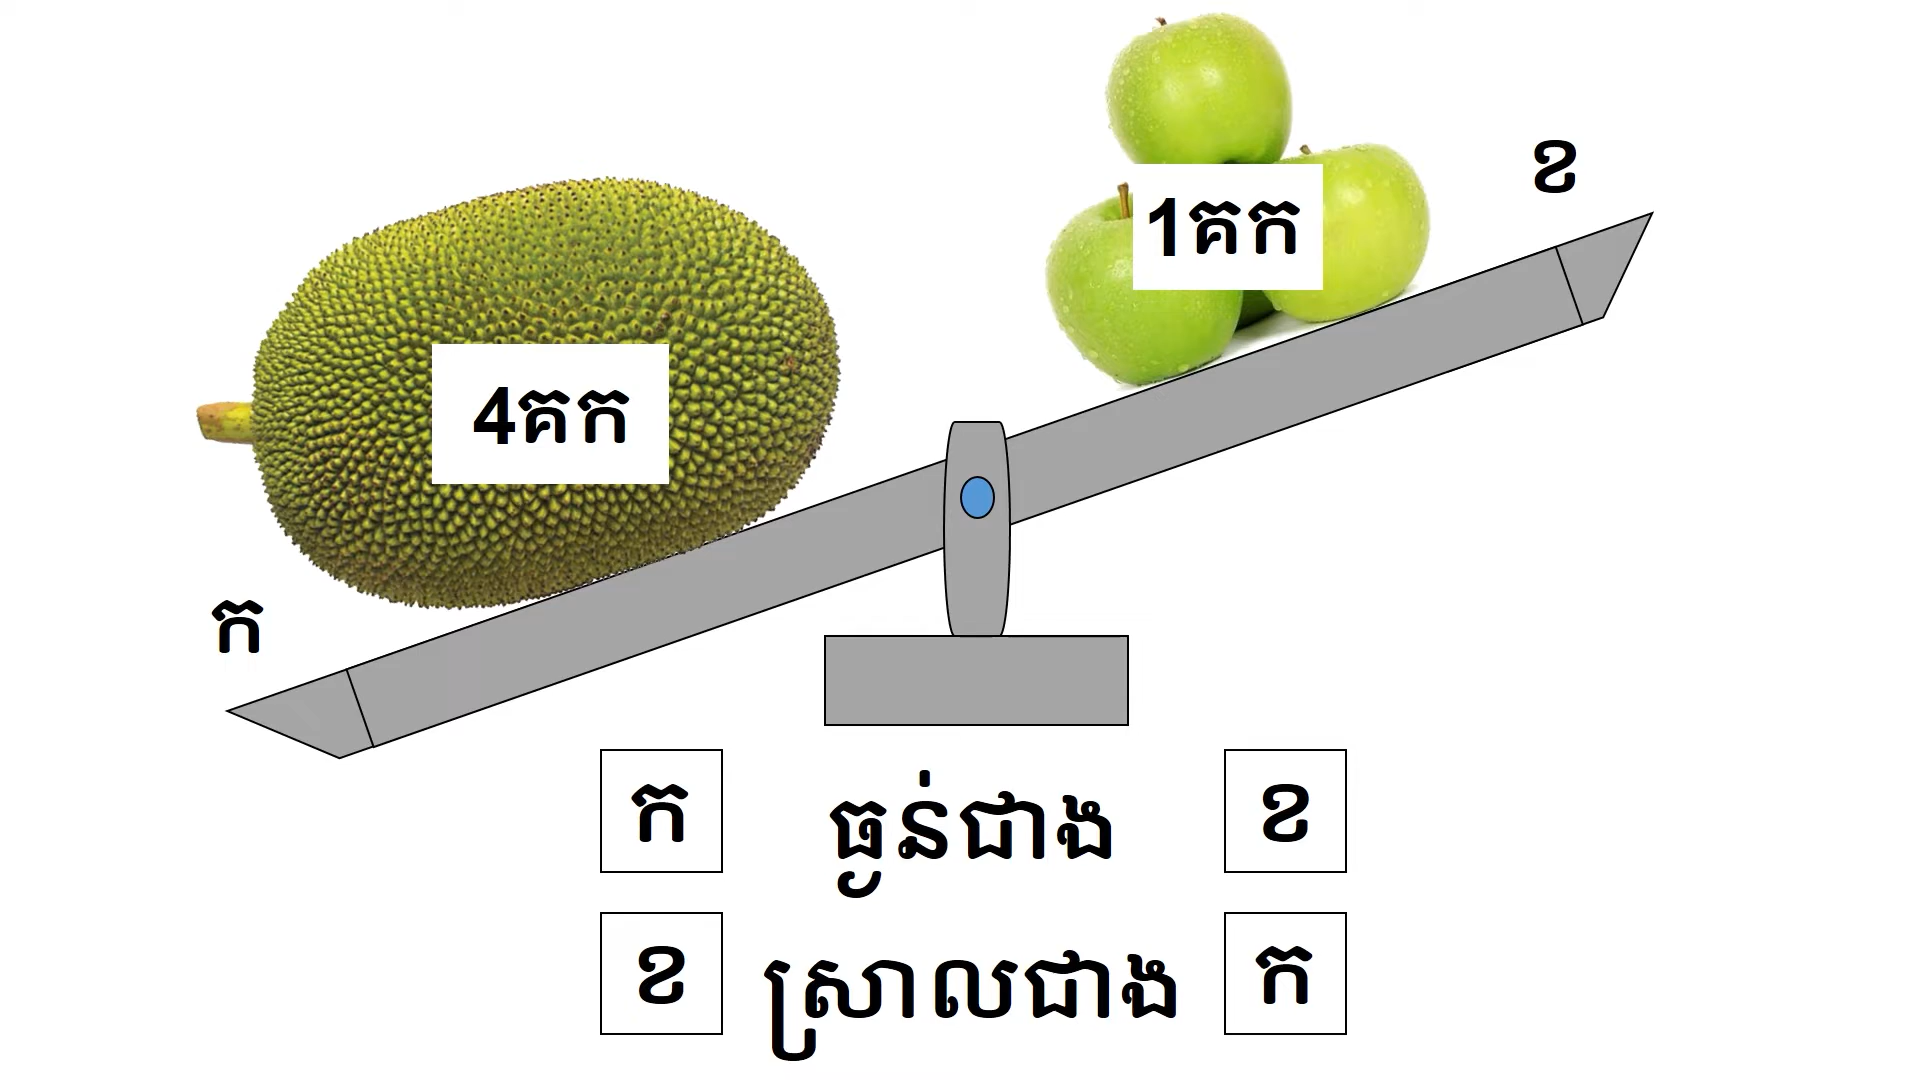 ខ
1គក
4គក
ក
ក ធ្ងន់ជាង ខ
ខ ស្រាលជាង ក